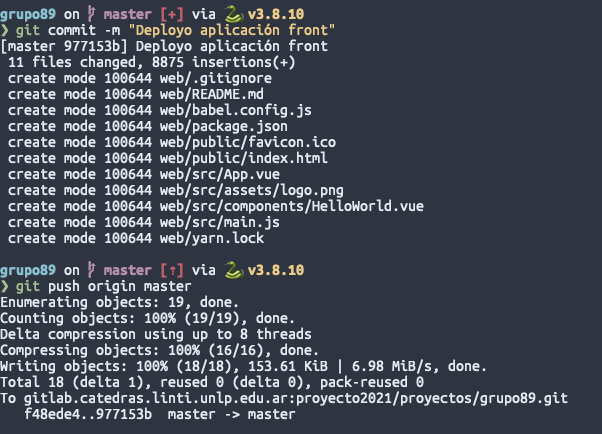 grupo89 on master [+] via v3.8.10
❯ git commit -m "Deployo aplicación front"
[master 977153b] Deployo aplicación front
 11 files changed, 8875 insertions(+)
 create mode 100644 web/.gitignore
 create mode 100644 web/README.md
 create mode 100644 web/babel.config.js
 create mode 100644 web/package.json
 create mode 100644 web/public/favicon.ico
 create mode 100644 web/public/index.html
 create mode 100644 web/src/App.vue
 create mode 100644 web/src/assets/logo.png
 create mode 100644 web/src/components/HelloWorld.vue
 create mode 100644 web/src/main.js
 create mode 100644 web/yarn.lock
grupo89 on master [↑] via v3.8.10
❯ git push origin master
Enumerating objects: 19, done.
Counting objects: 100% (19/19), done.
Delta compression using up to 8 threads
Compressing objects: 100% (16/16), done.
Writing objects: 100% (18/18), 153.61 KiB | 6.98 MiB/s, done.
Total 18 (delta 1), reused 0 (delta 0), pack-reused 0
To gitlab.catedras.linti.unlp.edu.ar:proyecto2021/proyectos/grupo89.git
   f48ede4..977153b  master -> master